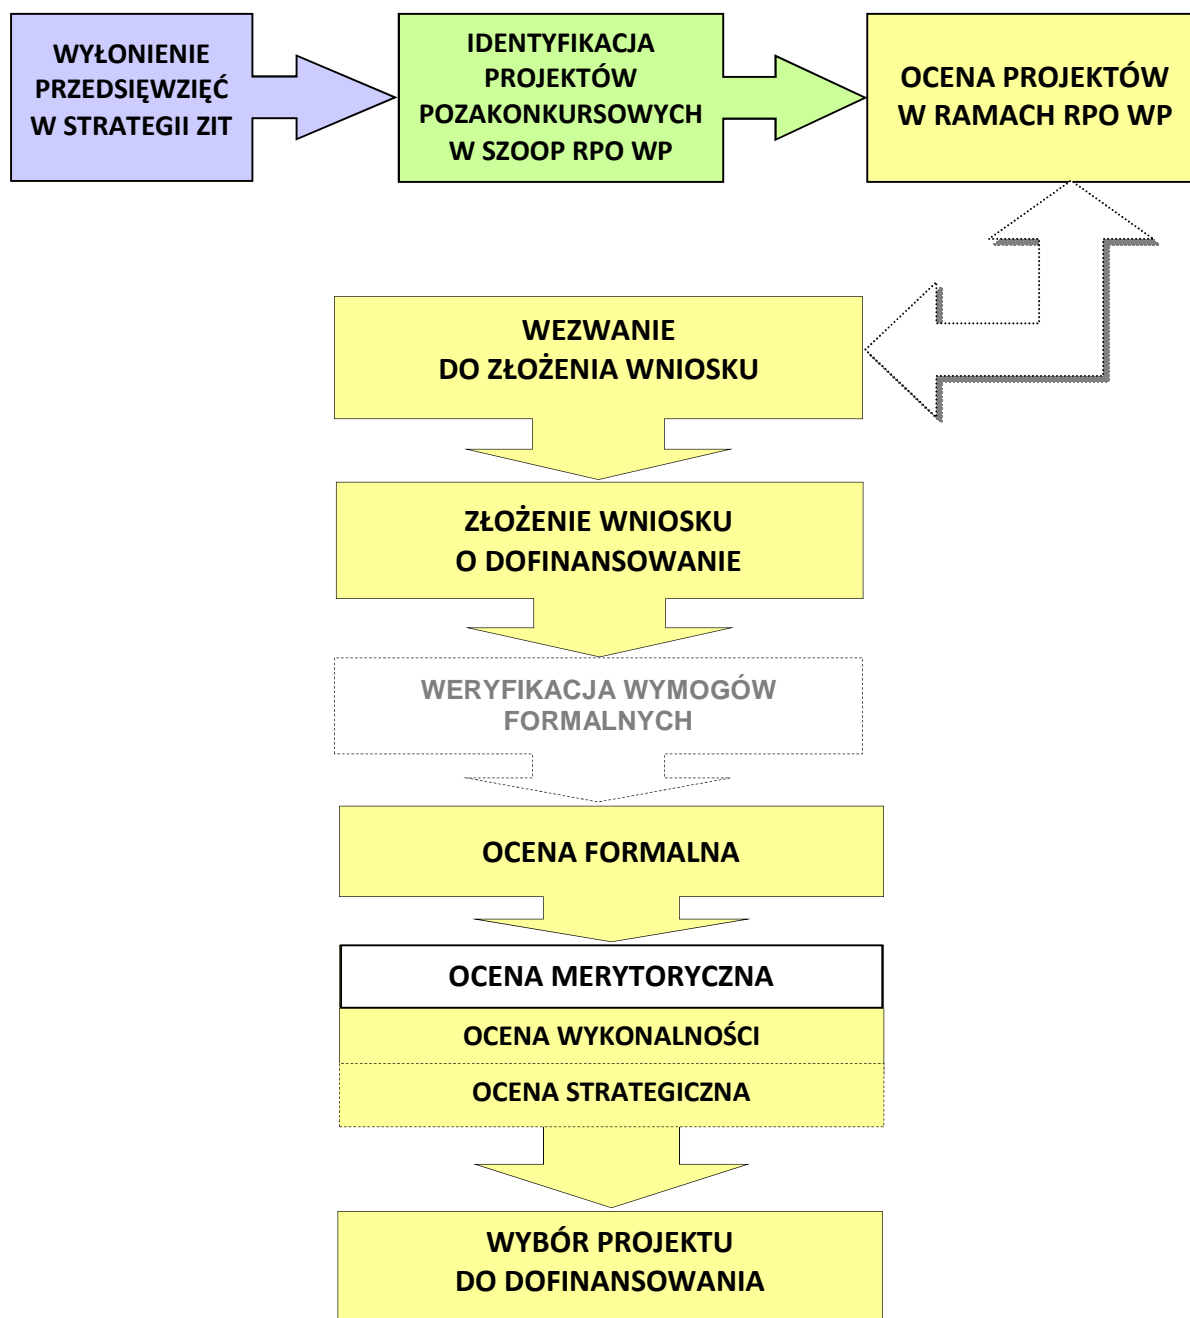 WYŁONIENIE
PRZEDSIĘWZIĘĆ
W STRATEGII ZIT
IDENTYFIKACJA
PROJEKTÓW
POZAKONKURSOWYCH
W SZOOP RPO WP
OCENA PROJEKTÓW
W RAMACH RPO WP
WEZWANIE
DO ZŁOŻENIA WNIOSKU
ZŁOŻENIE WNIOSKU
O DOFINANSOWANIE
WERYFIKACJA WYMOGÓW
FORMALNYCH
OCENA FORMALNA
OCENA MERYTORYCZNA
OCENA WYKONALNOŚCI
OCENA STRATEGICZNA
WYBÓR PROJEKTU
DO DOFINANSOWANIA